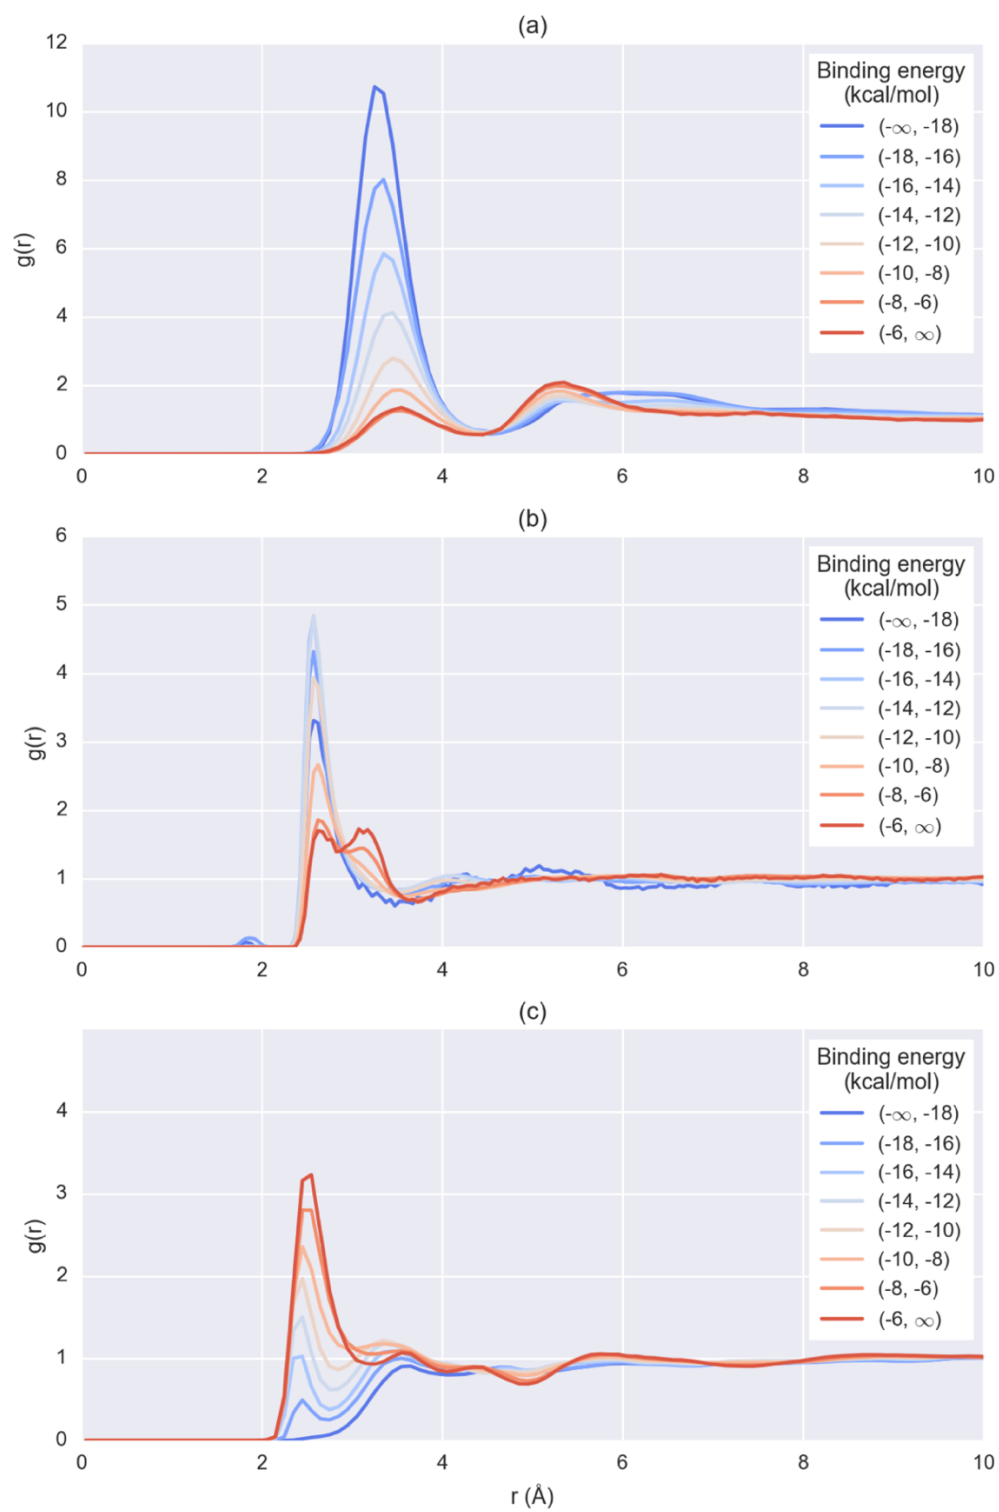 (a)
12
10
8
6
4
2
0
g(r)
Binding energy
(kcal/mol)
(-∞, -18)
(-18, -16)
(-16, -14)
(-14, -12)
(-12, -10)
(-10, -8)
(-8, -6)
(-6, ∞)
0 2 4 6 8 10
(b)
6
5
4
3
2
1
0
g(r)
Binding energy
(kcal/mol)
(-∞, -18)
(-18, -16)
(-16, -14)
(-14, -12)
(-12, -10)
(-10, -8)
(-8, -6)
(-6, ∞)
0 2 4 6 8 10
(c)
4
3
2
1
0
g(r)
Binding energy
(kcal/mol)
(-∞, -18)
(-18, -16)
(-16, -14)
(-14, -12)
(-12, -10)
(-10, -8)
(-8, -6)
(-6, ∞)
0 2 4 6 8 10
r (Å)